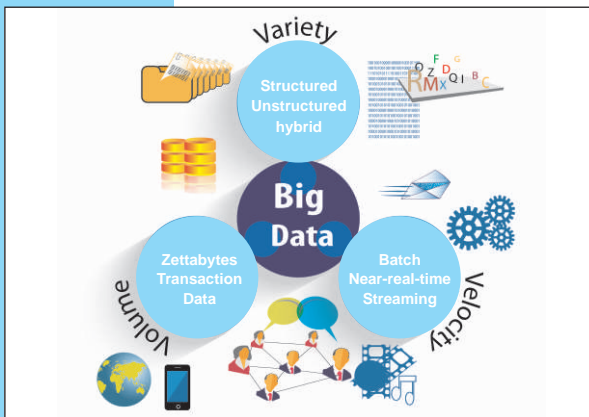 Variety
Structured
Unstructured
hybrid
Big
Data
Zettabytes
Transaction
Data
Batch
Near-real-time
Streaming
Volume
Velocity